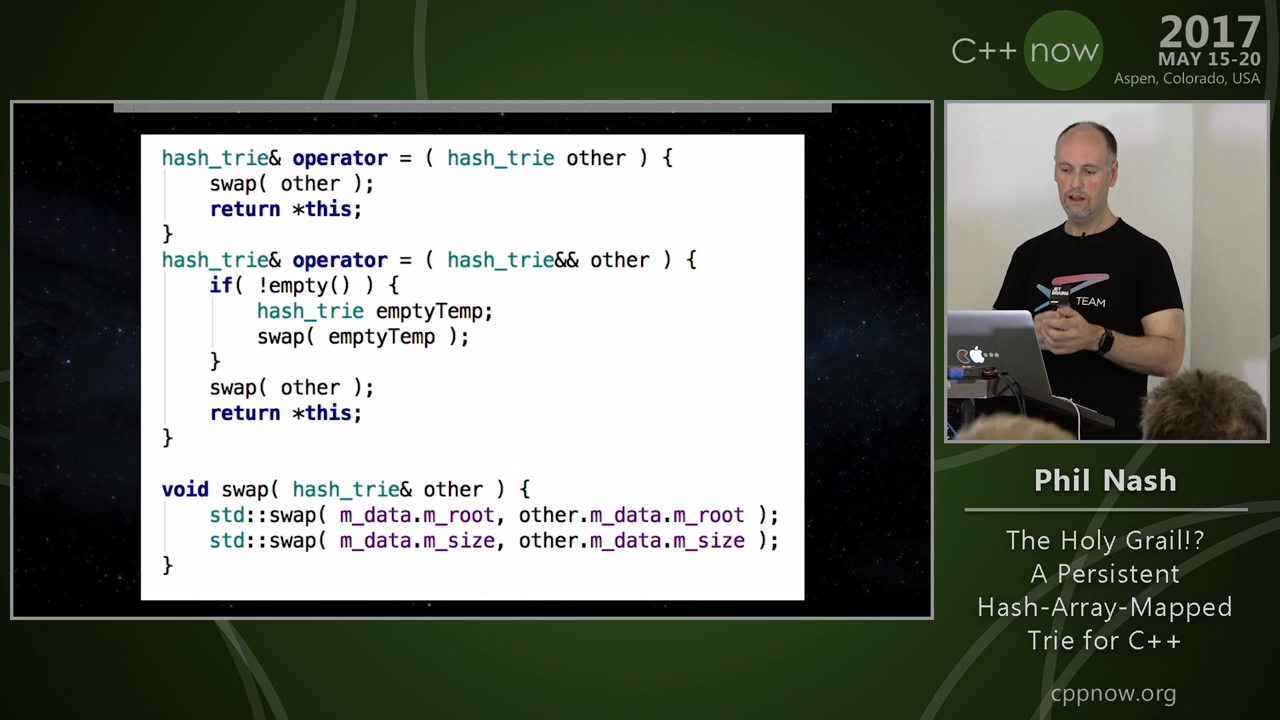 C++ now
2017
MAY 15-20
Aspen, Colorado, USA
hash_trie& operator = ( hash_trie other ) {
swap( other );
return *this;
}
hash_trie& operator = ( hash_trie&& other ) {
if( !empty() ) {
hash_trie emptyTemp;
swap( emptyTemp );
}
swap( other );
return *this;
}
void swap( hash_trie& other ) {
std::swap( m_data.m_root, other.m_data.m_root );
std::swap( m_data.m_size, other.m_data.m_size );
}
JET
BRAINS
TEAM
Phil Nash
The Holy Grail!?
A Persistent
Hash-Array-Mapped
Trie for C++
cppnow.org